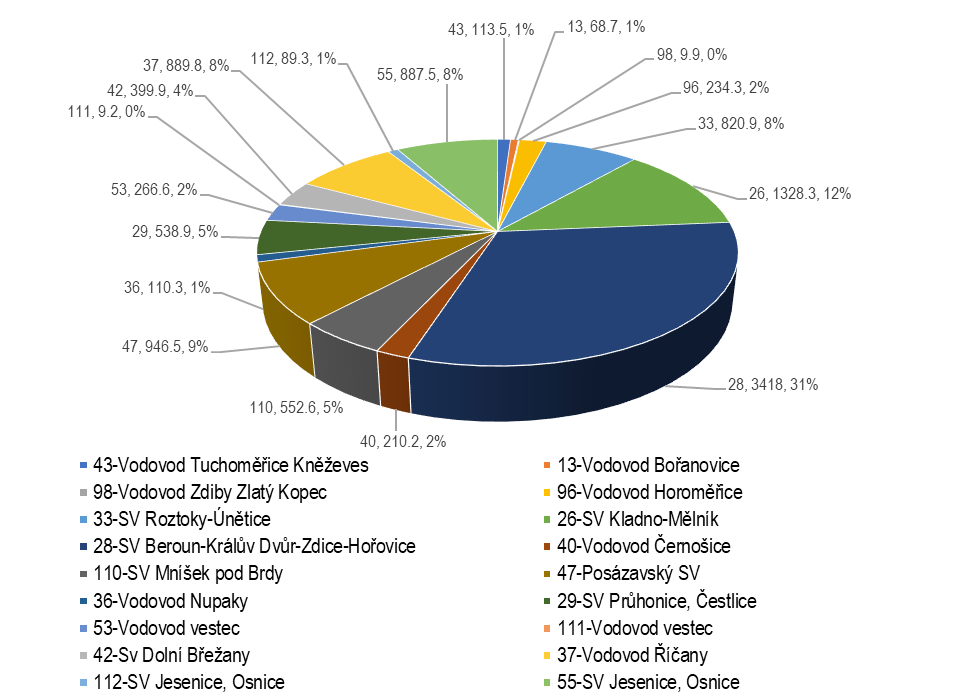 43, 113.5, 1%
13, 68.7, 1%
98, 9.9, 0%
96, 234.3, 2%
33, 820.9, 8%
26, 1328.3, 12%
28, 3418, 31%
40, 210.2, 2%
110, 552.6, 5%
47, 946.5, 9%
36, 110.3, 1%
29, 538.9, 5%
53, 266.6, 2%
111, 9.2, 0%
42, 399.9, 4%
37, 889.8, 8%
112, 89.3, 1%
55, 887.5, 8%
43-Vodovod Tuchoměřice Kněževes
13-Vodovod Bořanovice
98-Vodovod Zdiby Zlatý Kopec
96-Vodovod Horoměřice
33-SV Roztoky-Únětice
26-SV Kladno-Mělník
28-SV Beroun-Králův Dvůr-Zdice-Hořovice
40-Vodovod Černošice
110-SV Mníšek pod Brdy
47-Posázavský SV
36-Vodovod Nupaky
29-SV Průhonice, Čestlice
53-Vodovod vestec
111-Vodovod vestec
42-Sv Dolní Břežany
37-Vodovod Říčany
112-SV Jesenice, Osnice
55-SV Jesenice, Osnice